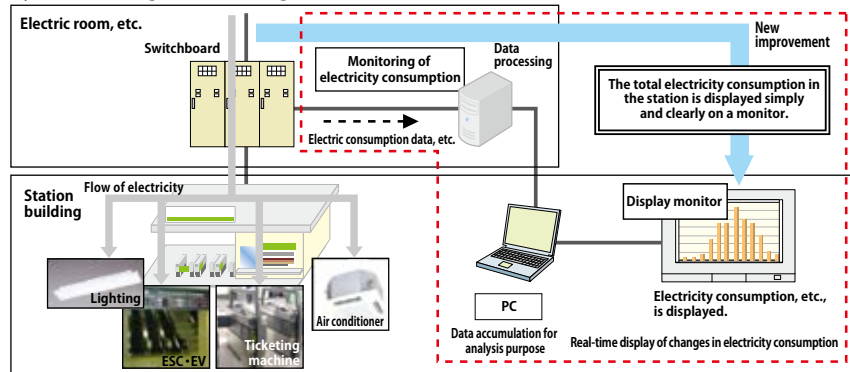 Electric room, etc.
Switchboard
Monitoring of
electricity consumption
Data
processing
New
improvement
The total electricity consumption in
the station is displayed simply
and clearly on a monitor.
Electric consumption data, etc.
Station
building
Flow of electricity
Display monitor
Lighting
ESC・EV
Ticketing
machine
Air conditioner
PC
Data accumulation for
analysis purpose
Electricity consumption, etc.,
is displayed.
Real-time display of changes in electricity consumption